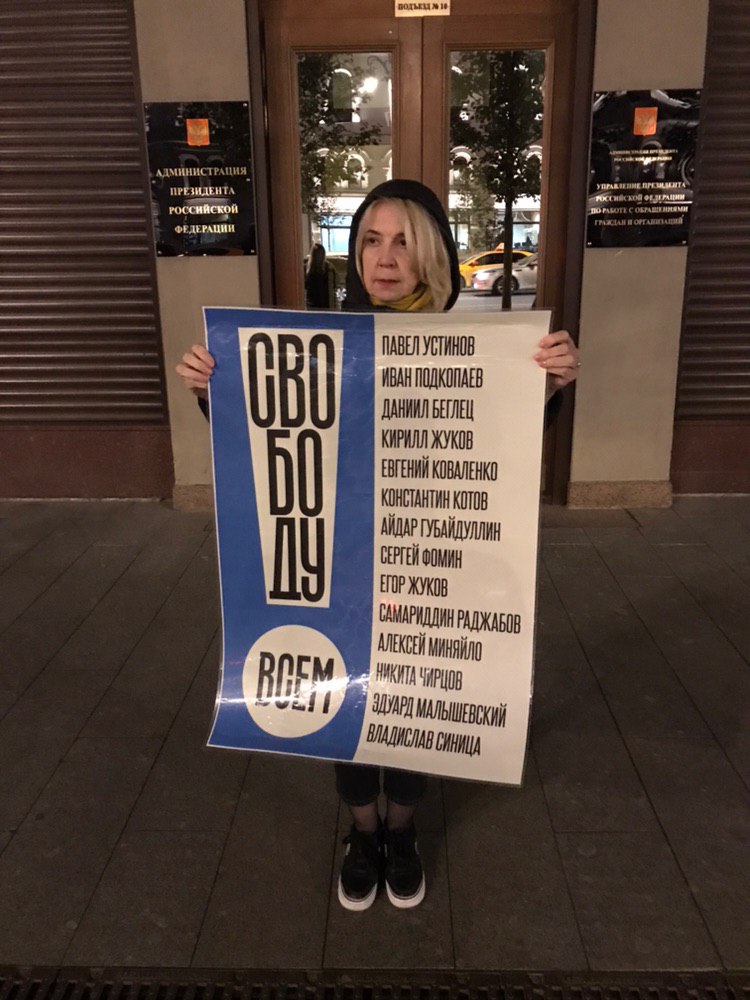 ПОДЪЕЗД № 10
АДМИНИСТРАЦИЯ
ПРЕЗИДЕНТА
РОССИЙСКОЙ
ФЕДЕРАЦИИ
АДМИНИСТРАЦИЯ ПРЕЗИДЕНТА
РОССИЙСКОЙ ФЕДЕРАЦИИ
УПРАВЛЕНИЕ ПРЕЗИДЕНТА
РОССИЙСКОЙ ФЕДЕРАЦИИ
ПО РАБОТЕ С ОБРАЩЕНИЯМИ
ГРАЖДАН И ОРГАНИЗАЦИЙ
СВО
БО
ДУ
ВСЕМ
ПАВЕЛ УСТИНОВ
ИВАН ПОДКОПАЕВ
ДАНИИЛ БЕГЛЕЦ
КИРИЛЛ ЖУКОВ
ЕВГЕНИЙ КОВАЛЕНКО
КОНСТАНТИН КОТОВ
АЙДАР ГУБАЙДУЛЛИН
СЕРГЕЙ ФОМИН
ЕГОР ЖУКОВ
САМАРИДДИН РАДЖАБОВ
АЛЕКСЕЙ МИНЯЙЛО
НИКИТА ЧИРЦОВ
ЭДУАРД МАЛЫШЕВСКИЙ
ВЛАДИСЛАВ СИНИЦА